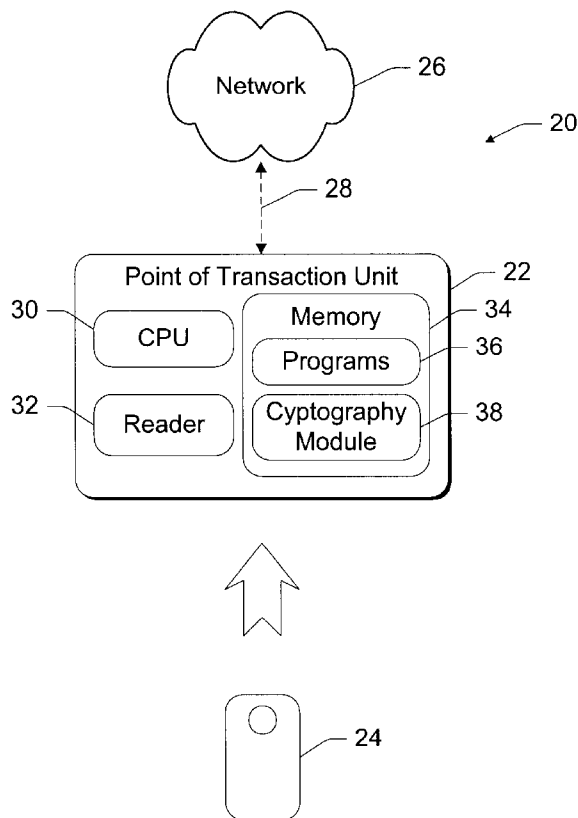 Network
26
20
28
Point of Transaction Unit
22
30
CPU
Memory
34
Programs
36
32
Reader
Cyptography
Module
38
24